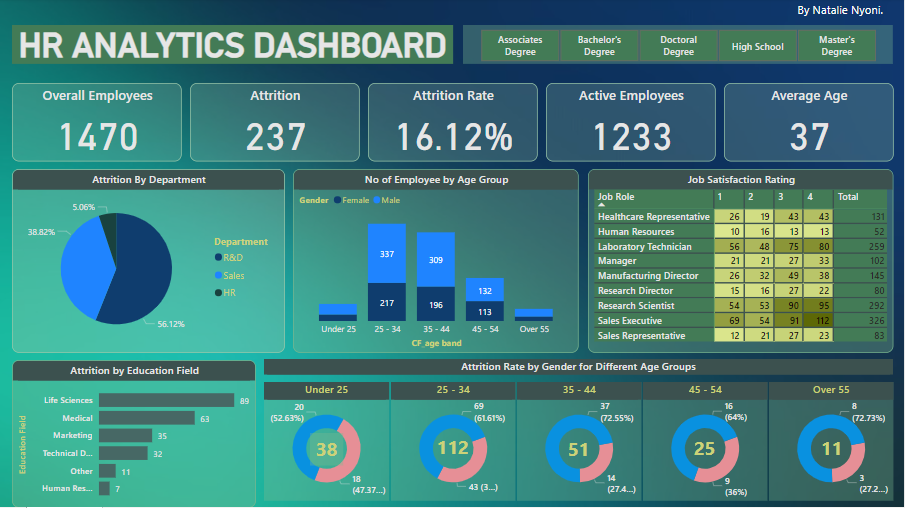 By Natalie Nyoni.
HR ANALYTICS DASHBOARD
Associates Degree
Bachelor's Degree
Doctoral Degree
High School
Master's Degree
Overall Employees
1470
Attrition
237
Attrition Rate
16.12%
Active Employees
1233
Average Age
37
Attrition By Department
5.06%
38.82%
56.12%
Department
R&D
Sales
HR
No of Employee by Age Group
Gender Female Male
337
309
132
217
196
113
Under 25 25 - 34 35 - 44 45 - 54 Over 55
CF_age band
Job Satisfaction Rating
Job Role 1 2 3 4 Total
Healthcare Representative 26 19 43 43 131
Human Resources 10 16 13 13 52
Laboratory Technician 56 48 75 80 259
Manager 21 21 27 33 102
Manufacturing Director 26 32 49 38 145
Research Director 15 16 27 22 80
Research Scientist 54 53 90 95 292
Sales Executive 69 54 91 112 326
Sales Representative 12 21 27 23 83
Attrition by Education Field
Education Field
Life Sciences 89
Medical 63
Marketing 35
Technical D... 32
Other 11
Human Res... 7
Attrition Rate by Gender for Different Age Groups
Under 25
20
(52.63%)
38
18
(47.37...)
25 - 34
69
(61.61%)
112
43 (3...)
35 - 44
37
(72.55%)
51
14
(27.4...)
45 - 54
16
(64%)
25
9
(36%)
Over 55
8
(72.73%)
11
3
(27.2...)